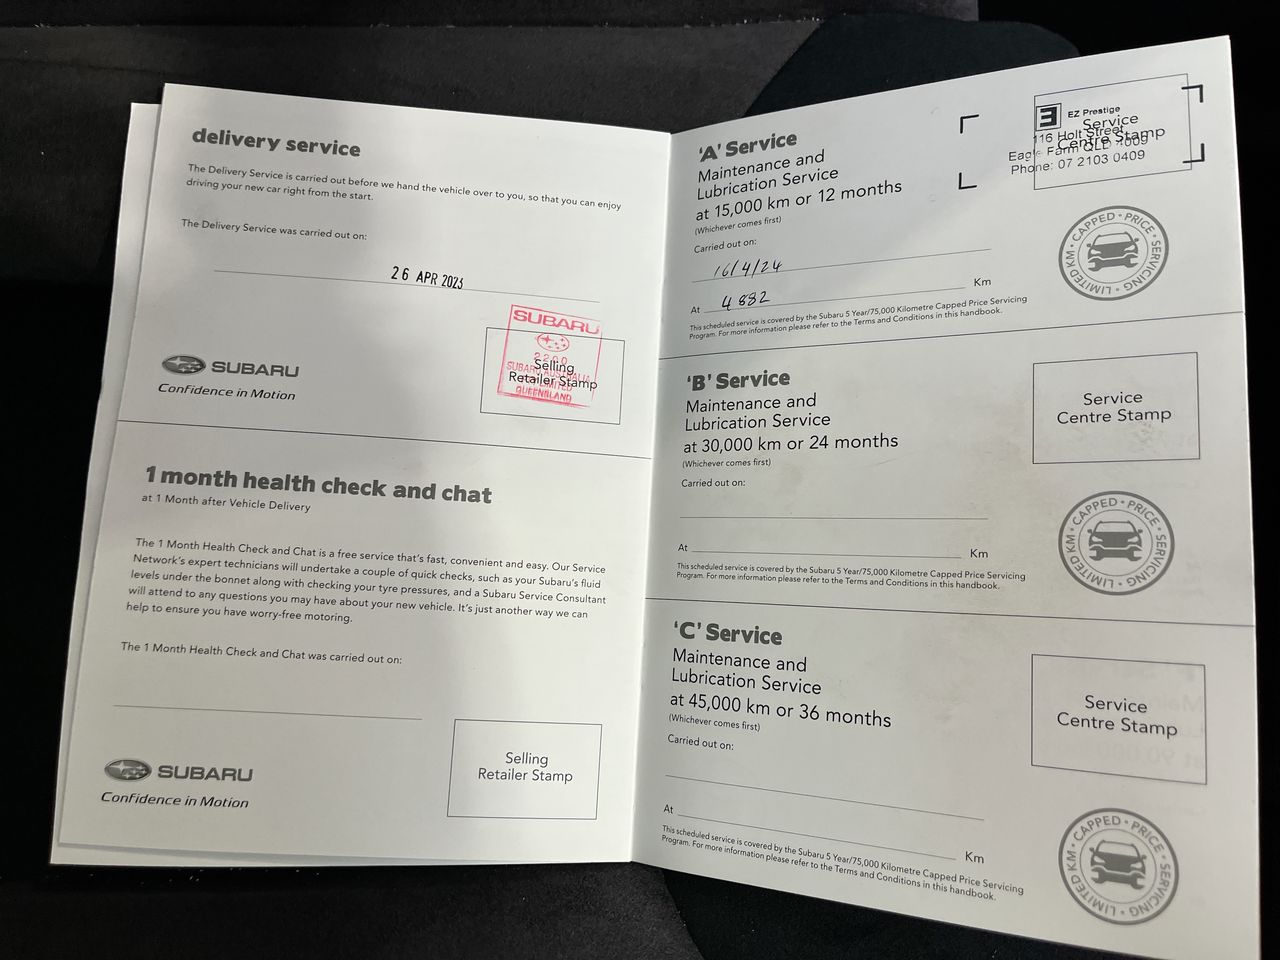 delivery service
The Delivery Service is carried out before we hand the vehicle over to you, so that you can enjoy
driving your new car right from the start.
The Delivery Service was carried out on:
26 APR 2023
SUBARU
2200
SUBARU AUSTRALIA
LIMITED
QUEENSLAND
Selling
Retailer Stamp
SUBARU
Confidence in Motion
1 month health check and chat
at 1 Month after Vehicle Delivery
The 1 Month Health Check and Chat is a free service that's fast, convenient and easy. Our Service
Network's expert technicians will undertake a couple of quick checks, such as your Subaru's fluid
levels under the bonnet along with checking your tyre pressures, and a Subaru Service Consultant
will attend to any questions you may have about your new vehicle. It's just another way we can
help to ensure you have worry-free motoring.
The 1 Month Health Check and Chat was carried out on:
Selling
Retailer Stamp
SUBARU
Confidence in Motion
'A' Service
Maintenance and
Lubrication Service
at 15,000 km or 12 months
(Whichever comes first)
Carried out on:
16/4/24
At 4882 Km
This scheduled service is covered by the Subaru 5 Year/75,000 Kilometre Capped Price Servicing
Program. For more information please refer to the Terms and Conditions in this handbook.
EZ Prestige
116 Holt Street
Eagle Farm QLD 4009
Phone: 07 2103 0409
Service
Centre Stamp
CAPPED • PRICE • SERVICING • LIMITED KM •
'B' Service
Maintenance and
Lubrication Service
at 30,000 km or 24 months
(Whichever comes first)
Carried out on:
At Km
This scheduled service is covered by the Subaru 5 Year/75,000 Kilometre Capped Price Servicing
Program. For more information please refer to the Terms and Conditions in this handbook.
Service
Centre Stamp
CAPPED • PRICE • SERVICING • LIMITED KM •
'C' Service
Maintenance and
Lubrication Service
at 45,000 km or 36 months
(Whichever comes first)
Carried out on:
At Km
This scheduled service is covered by the Subaru 5 Year/75,000 Kilometre Capped Price Servicing
Program. For more information please refer to the Terms and Conditions in this handbook.
Service
Centre Stamp
CAPPED • PRICE • SERVICING • LIMITED KM •